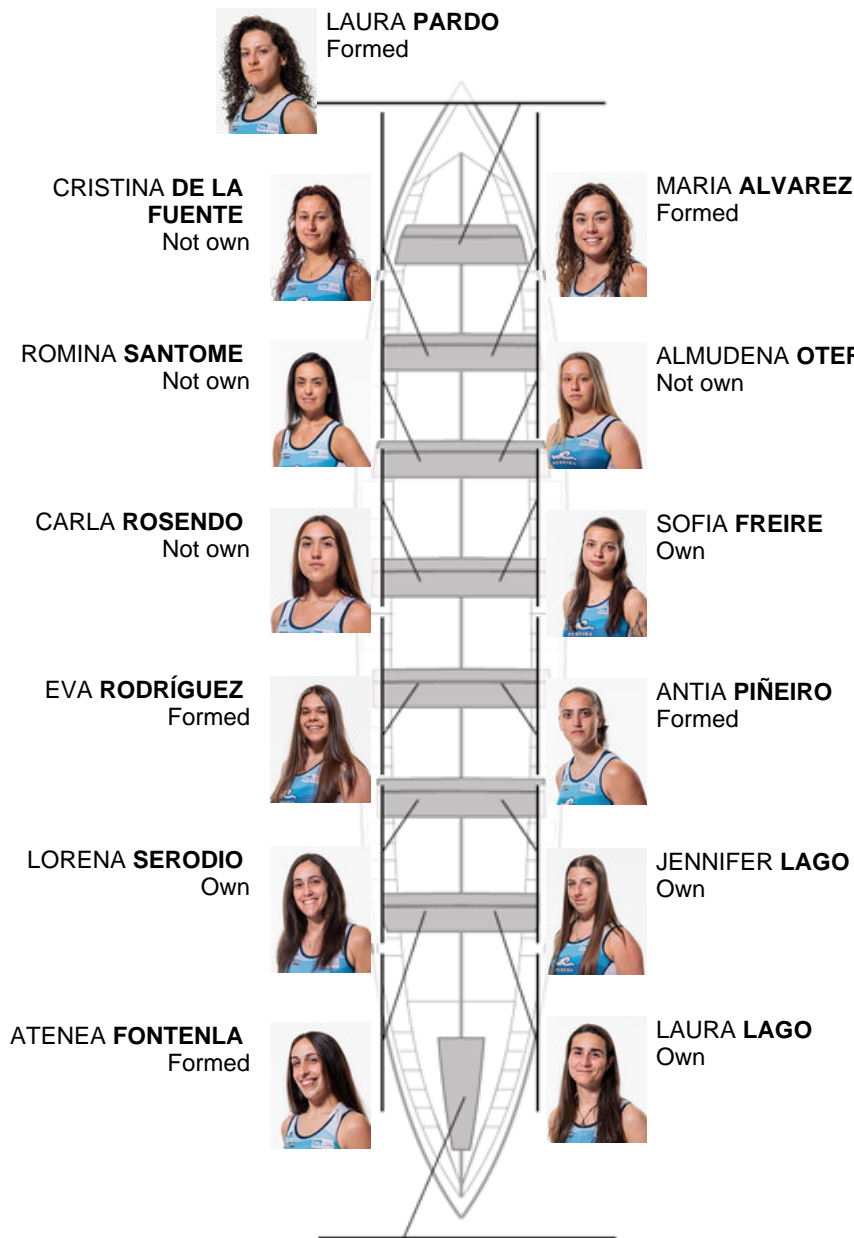 LAURA PARDO
Formed
CRISTINA DE LA
FUENTE
Not own
MARIA ALVAREZ
Formed
ROMINA SANTOME
Not own
ALMUDENA
Not own
CARLA ROSENDO
Not own
SOFIA FREIRE
Own
EVA RODRÍGUEZ
Formed
ANTIA PIÑEIRO
Formed
LORENA SERODIO
Own
JENNIFER LAGO
Own
ATENEA FONTENLA
Formed
LAURA LAGO
Own